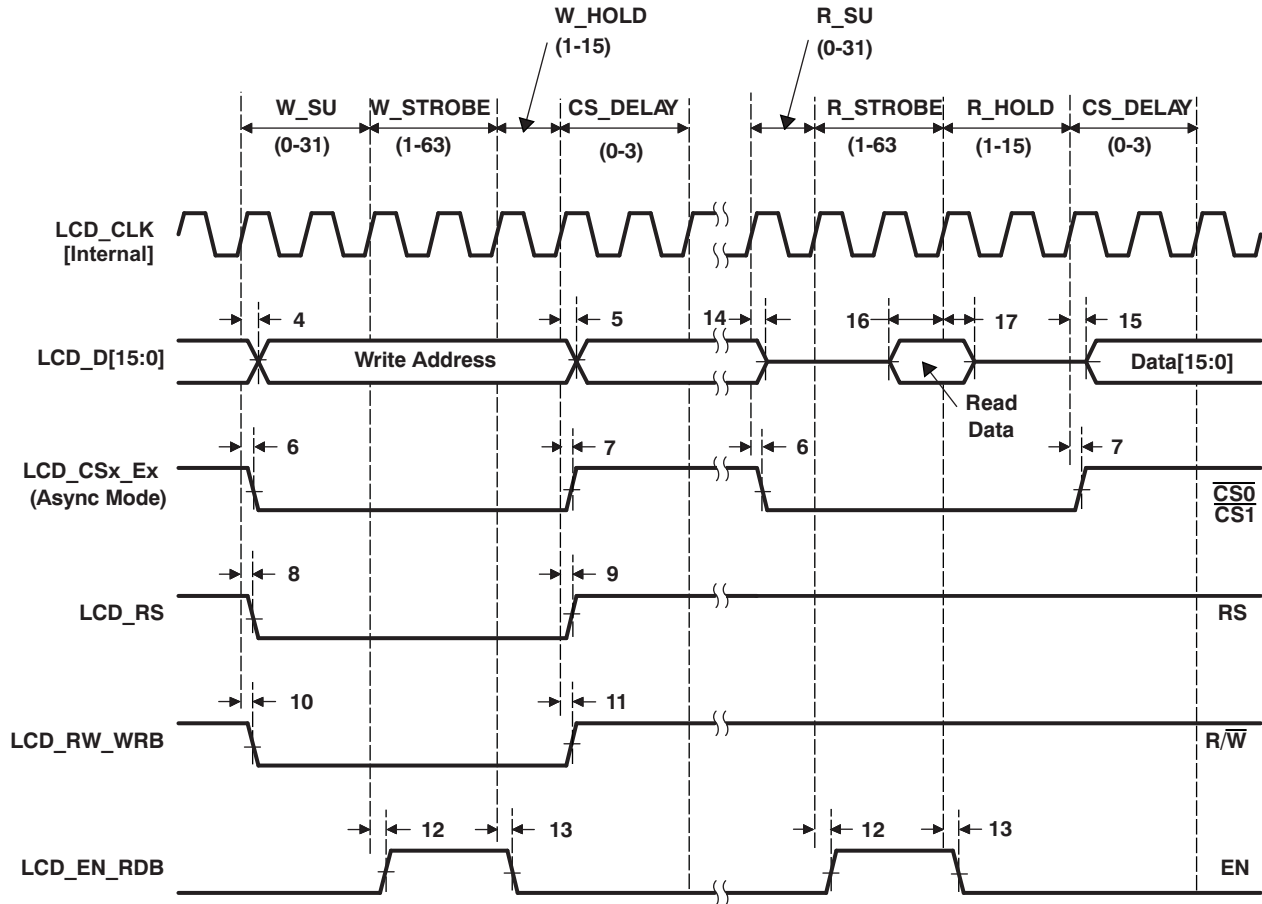 W_HOLD
(1-15)
R_SU
(0-31)
W_SU
(0-31)
W_STROBE
(1-63)
CS_DELAY
(0-3)
R_STROBE
(1-63
R_HOLD
(1-15)
CS_DELAY
(0-3)
LCD_CLK
[Internal]
4
5
14
16
17
15
LCD_D[15:0]
Write Address
Data[15:0]
Read
Data
6
7
6
7
LCD_CSx_Ex
(Async Mode)
CS0
CS1
8
9
LCD_RS
RS
10
11
LCD_RW_WRB
R/W
12
13
12
13
LCD_EN_RDB
EN